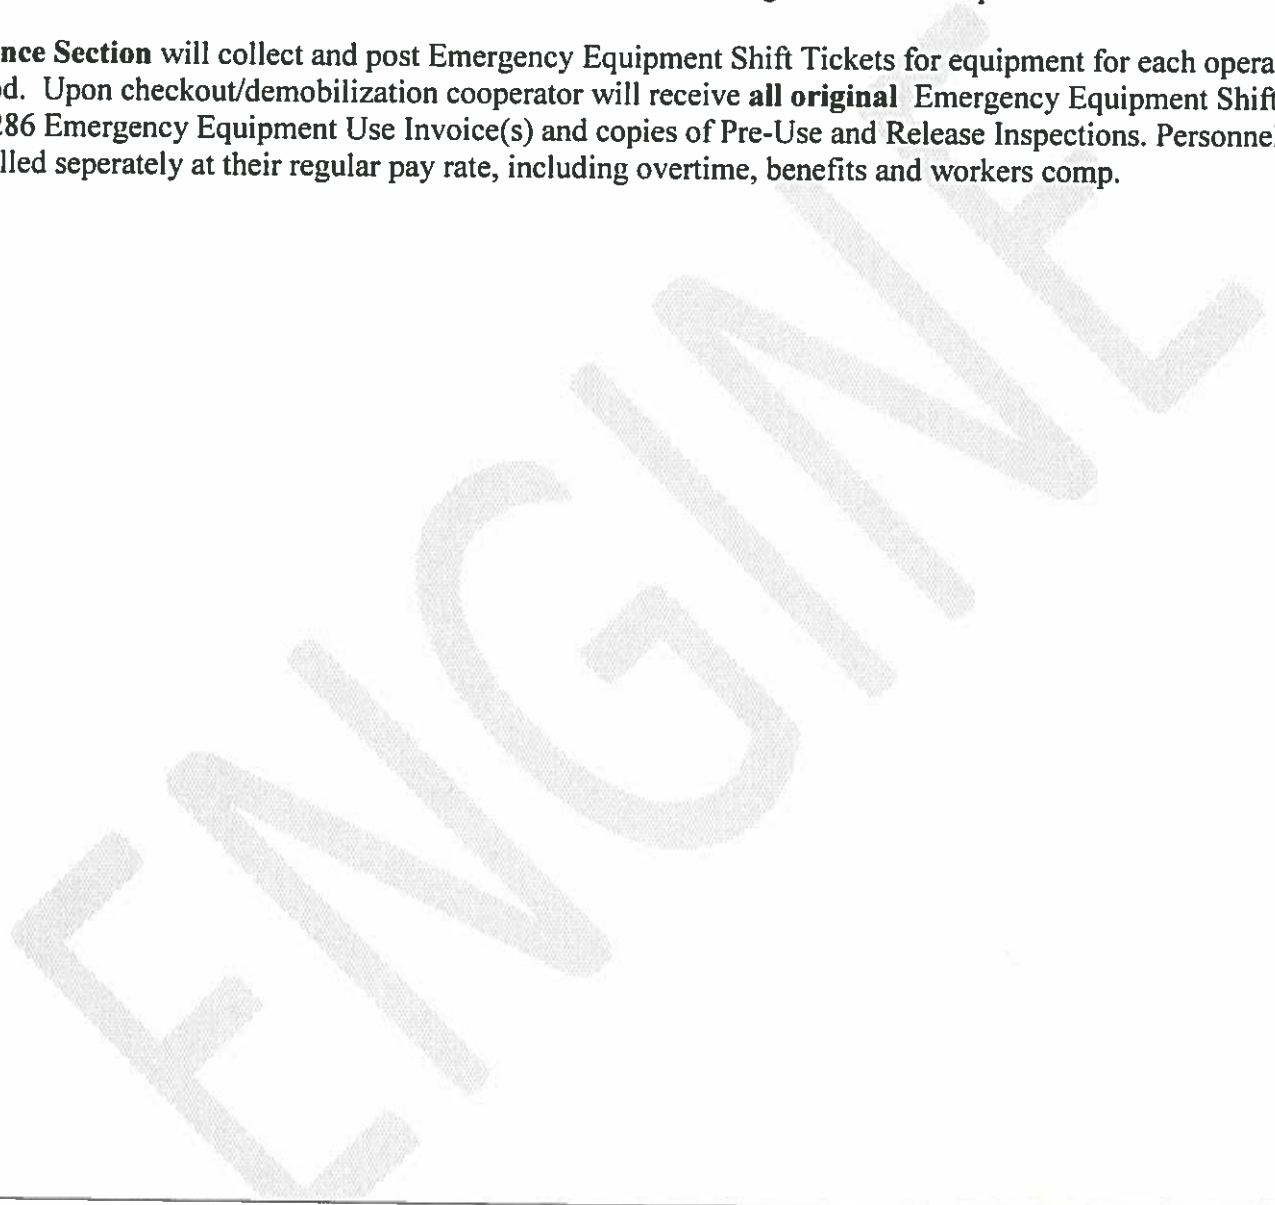 nce Section will collect and post Emergency Equipment Shift Tickets for equipment for each opera
d. Upon checkout/demobilization cooperator will receive all original Emergency Equipment Shift
286 Emergency Equipment Use Invoice(s) and copies of Pre-Use and Release Inspections. Personnel
lled seperately at their regular pay rate, including overtime, benefits and workers comp.
ENGINE